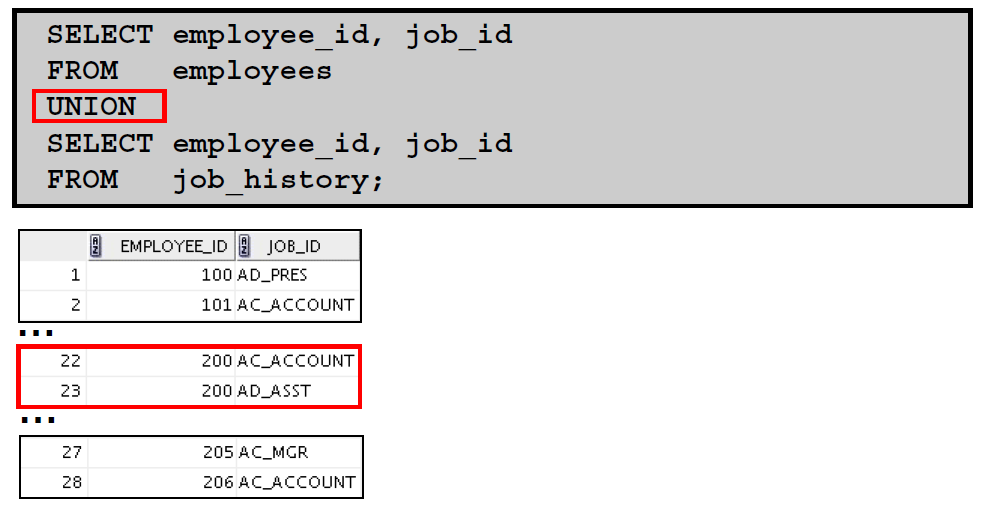 SELECT employee_id, job_id
FROM employees
UNION
SELECT employee_id, job_id
FROM job_history;
EMPLOYEE_ID JOB_ID
1 100 AD_PRES
2 101 AC_ACCOUNT
...
22 200 AC_ACCOUNT
23 200 AD_ASST
...
27 205 AC_MGR
28 206 AC_ACCOUNT